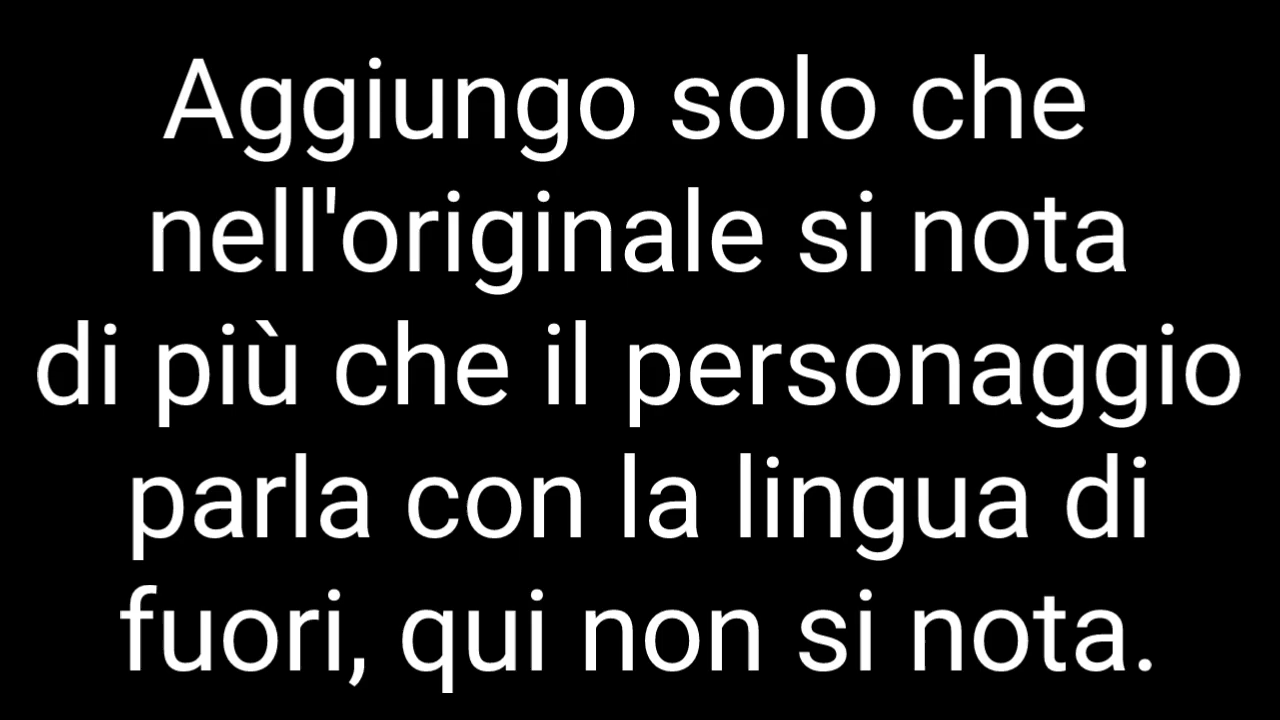 Aggiungo solo che
nell'originale si nota
di più che il personaggio
parla con la lingua di
fuori, qui non si nota.